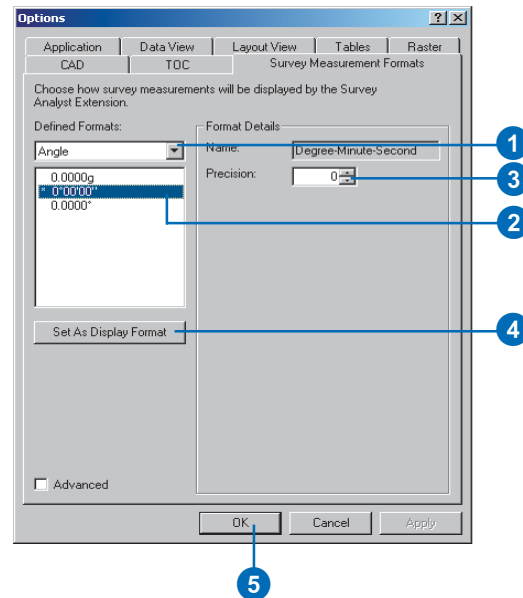 Options
Application Data View Layout View Tables Raster
CAD TOC Survey Measurement Formats
Choose how survey measurements will be displayed by the Survey
Analyst Extension.
Defined Formats:
Angle
0.0000g
* 0°00'00"
0.0000°
Set As Display Format
Advanced
Format Details
Name: Degree-Minute-Second
Precision: 0
OK Cancel Apply
1
3
2
4
5